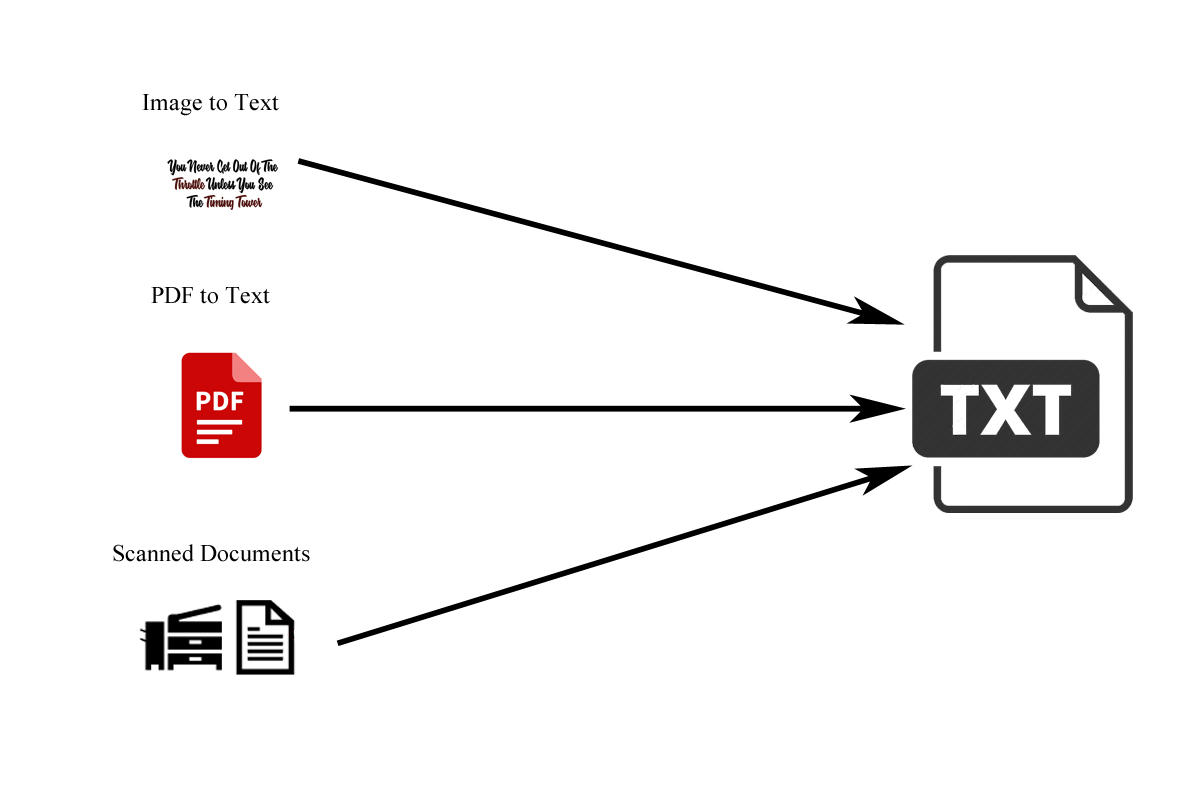 Image to Text
You Never Get Out Of The
Throttle Unless You See
The Timing Tower
PDF to Text
PDF
TXT
Scanned Documents